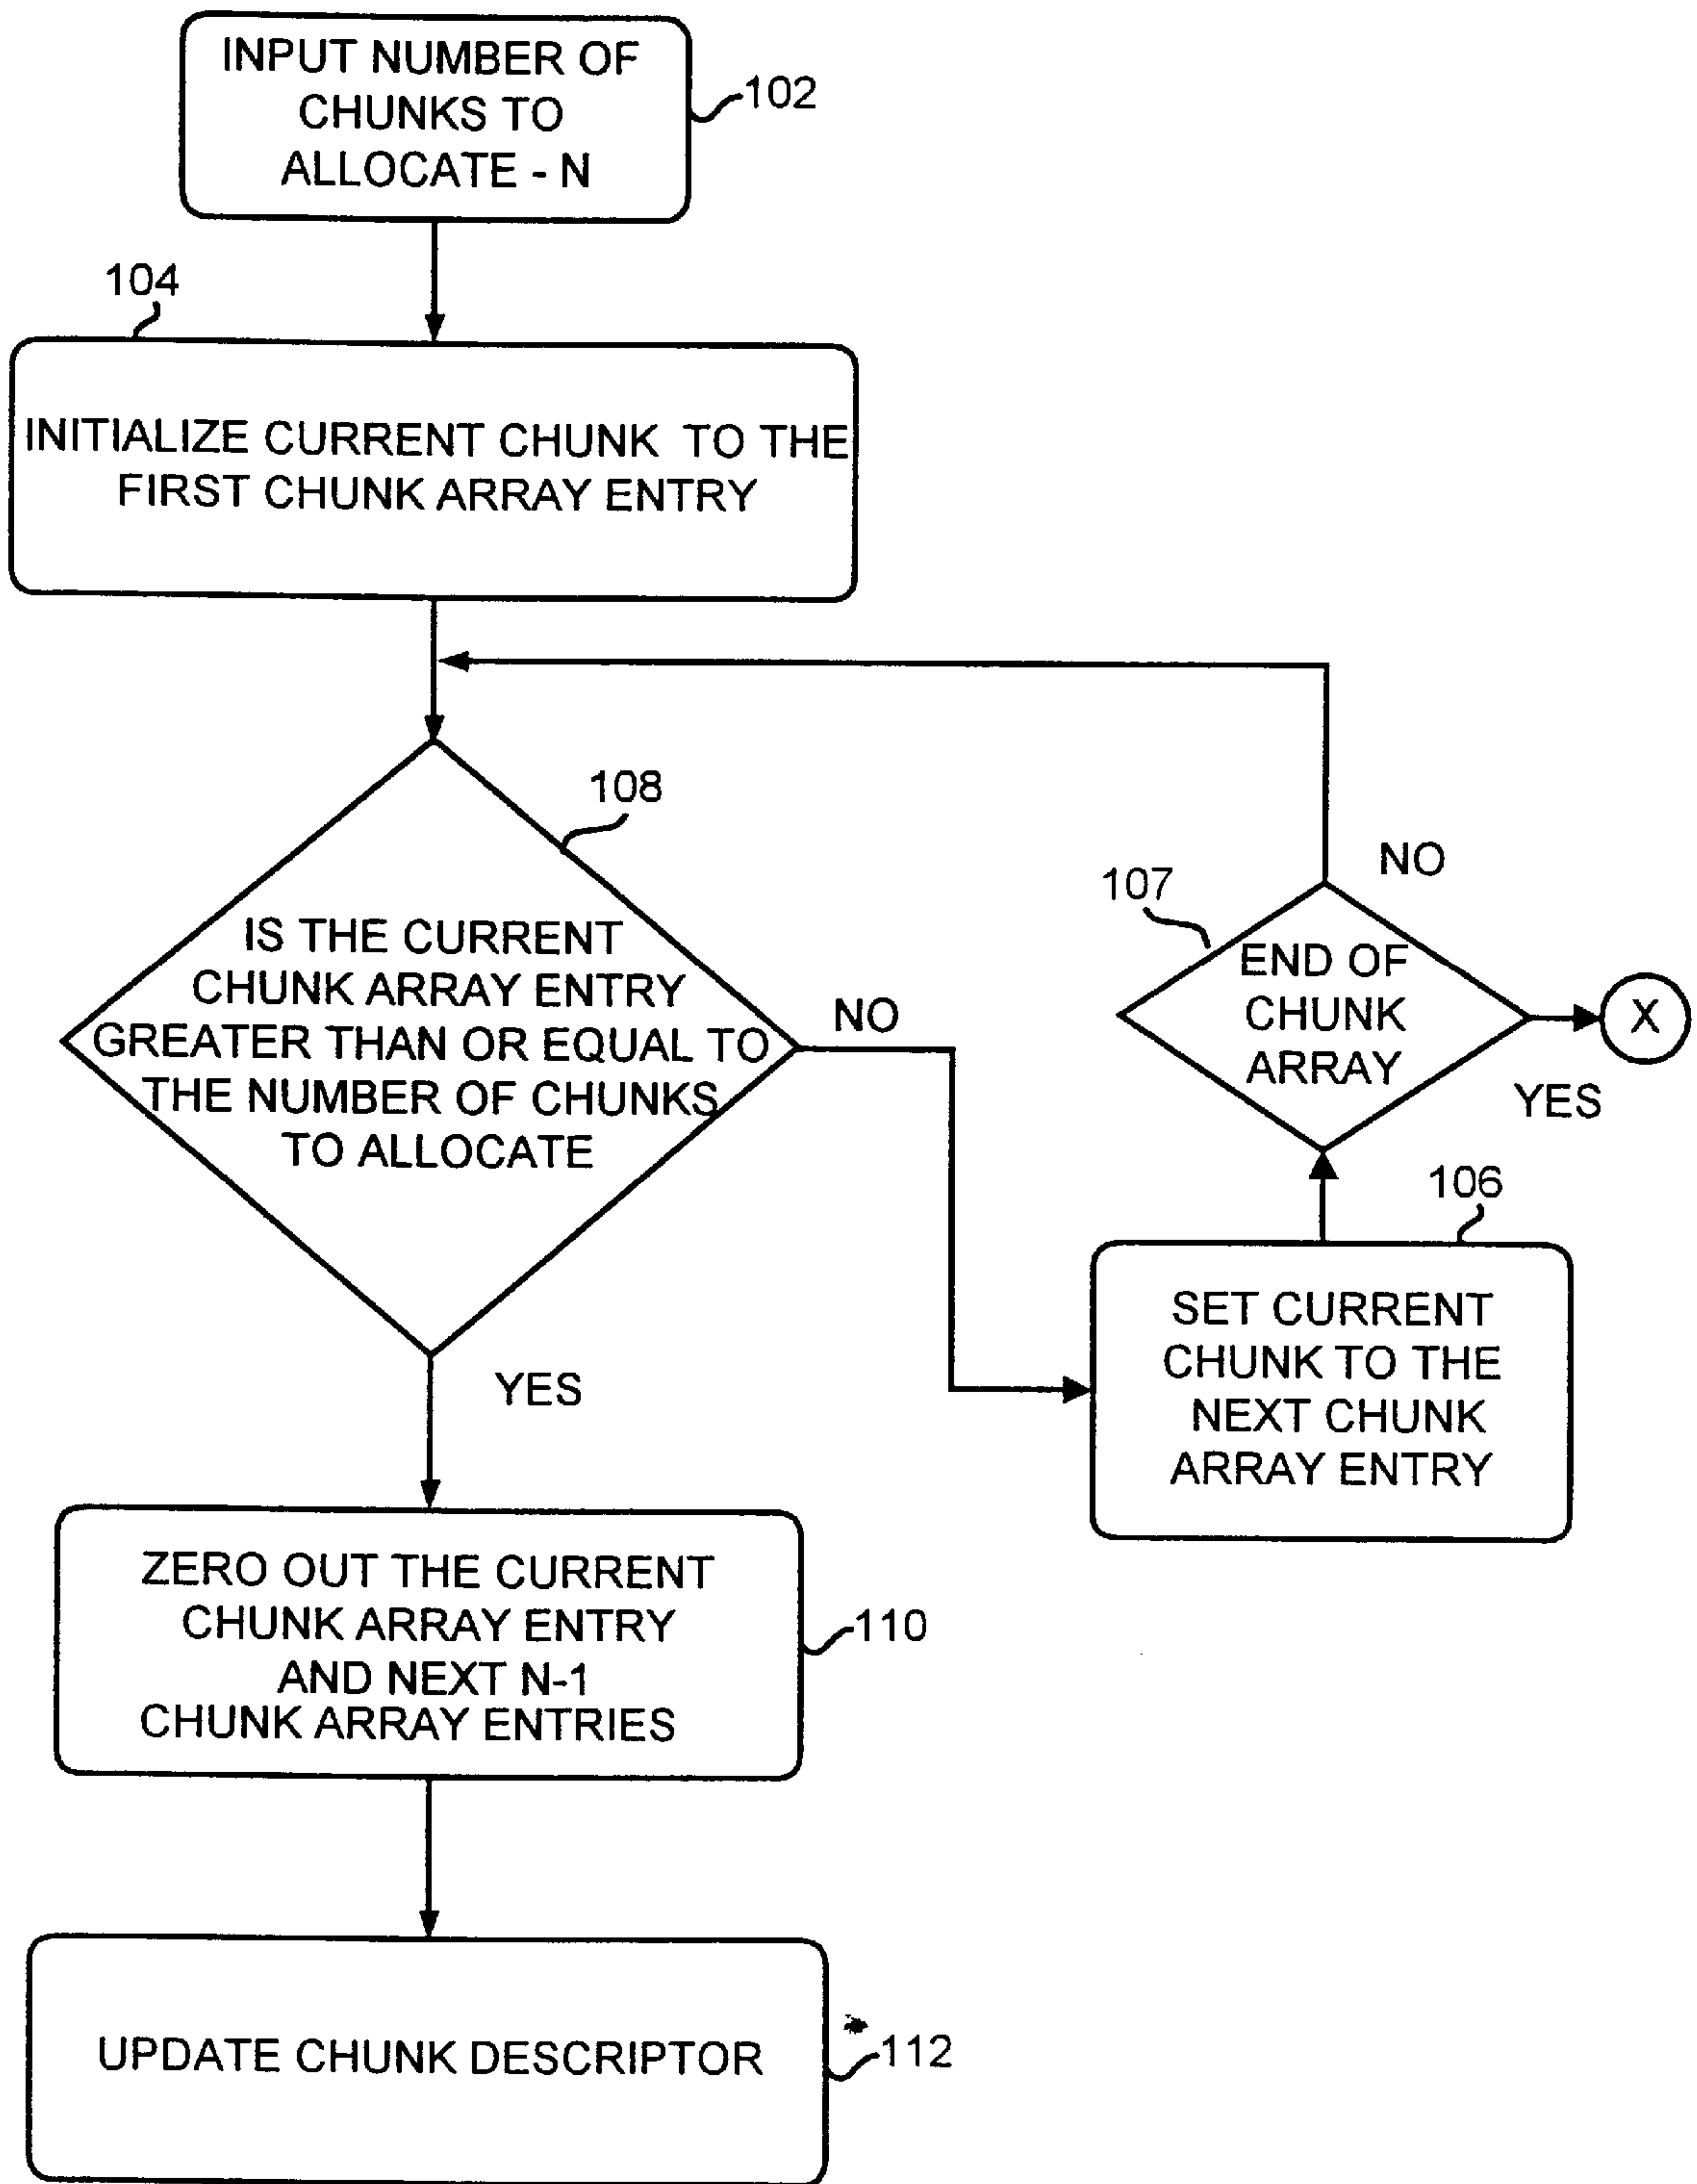 INPUT NUMBER OF
CHUNKS TO
ALLOCATE - N
102
104
INITIALIZE CURRENT CHUNK TO THE
FIRST CHUNK ARRAY ENTRY
108
IS THE CURRENT
CHUNK ARRAY ENTRY
GREATER THAN OR EQUAL TO
THE NUMBER OF CHUNKS
TO ALLOCATE
NO
YES
107
NO
END OF
CHUNK
ARRAY
X
YES
106
SET CURRENT
CHUNK TO THE
NEXT CHUNK
ARRAY ENTRY
ZERO OUT THE CURRENT
CHUNK ARRAY ENTRY
AND NEXT N-1
CHUNK ARRAY ENTRIES
110
UPDATE CHUNK DESCRIPTOR
112